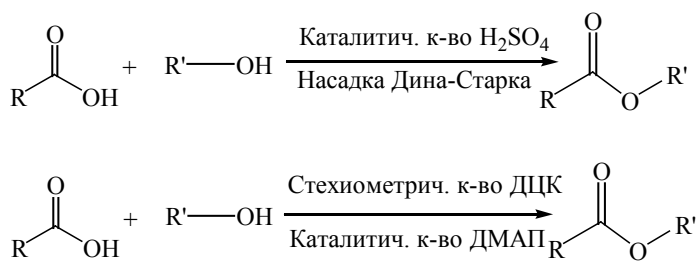 Каталитич. к-во H₂SO₄
R OH O + R'—OH R O O R'
Насадка Дина-Старка
Стехиометрич. к-во ДЦК
R OH O + R'—OH R O O R'
Каталитич. к-во ДМАП